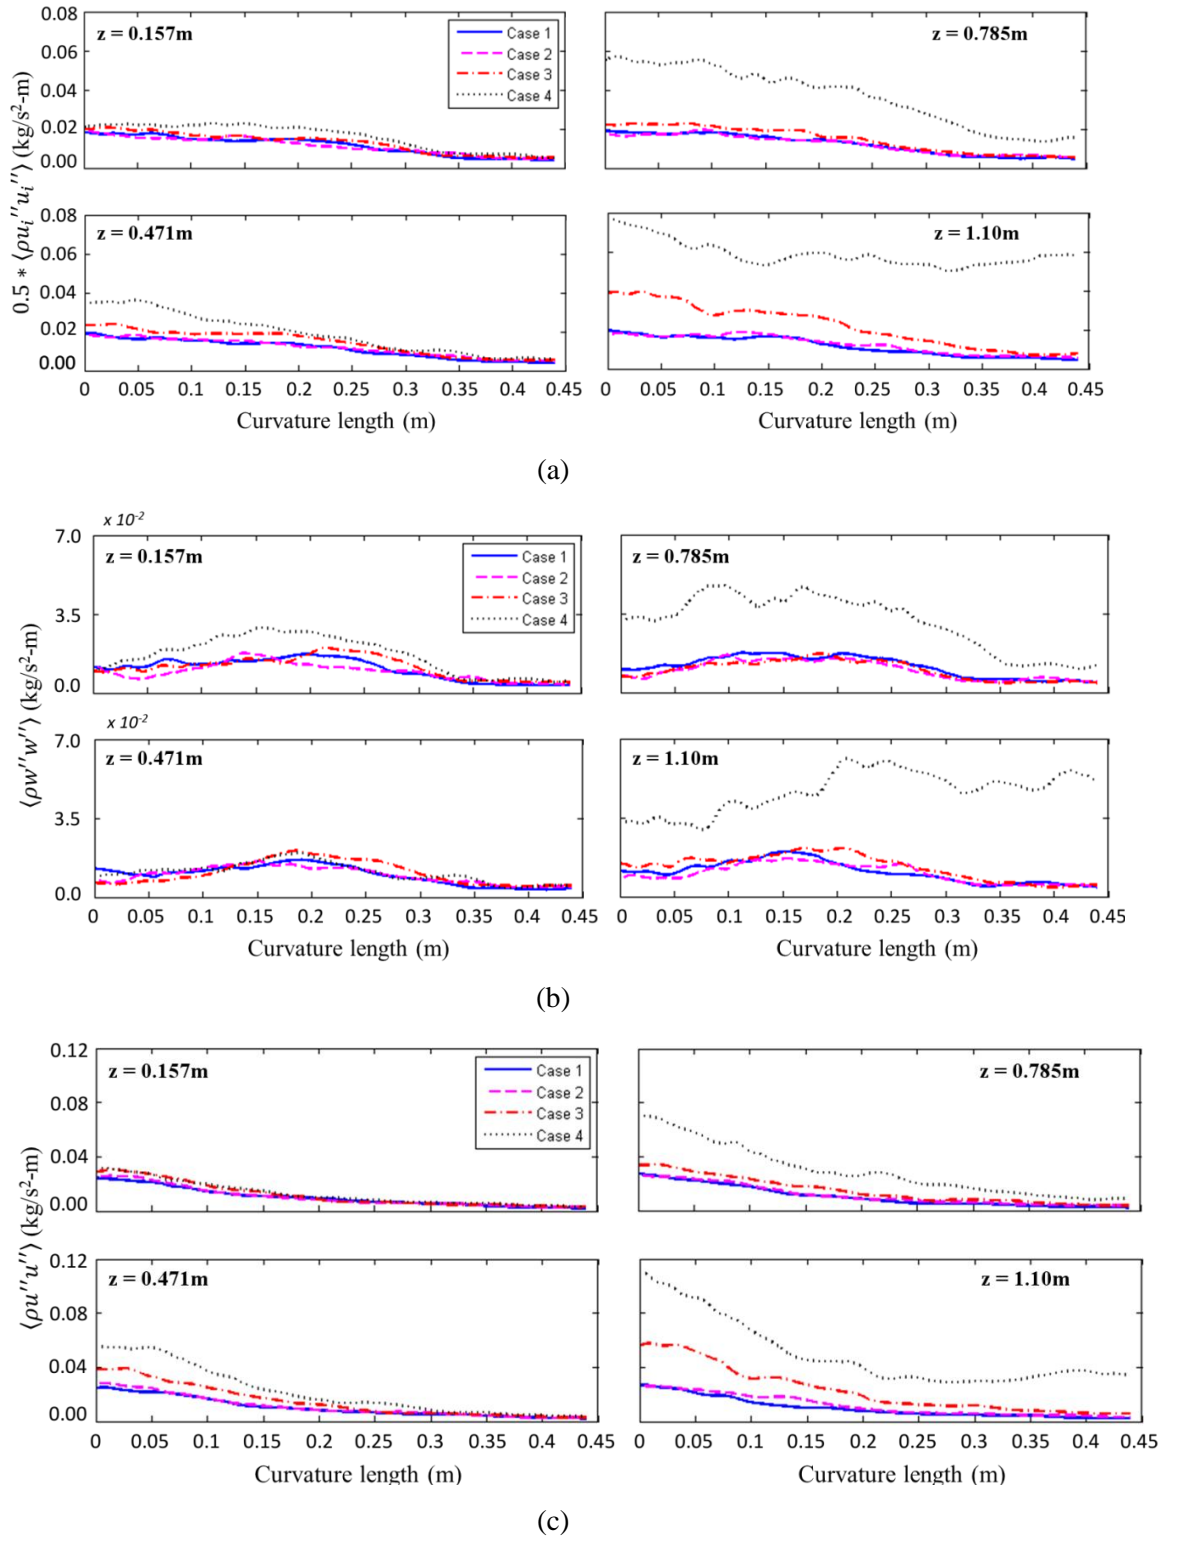 0.5 * ⟨ρuᵢ′′uᵢ′′⟩ (kg/s²-m)
0.08
0.06
0.04
0.02
0.00
z = 0.157m
Case 1
Case 2
Case 3
Case 4
z = 0.785m
0.08
0.06
0.04
0.02
0.00
z = 0.471m
z = 1.10m
0 0.05 0.1 0.15 0.2 0.25 0.3 0.35 0.4 0.45
0 0.05 0.1 0.15 0.2 0.25 0.3 0.35 0.4 0.45
Curvature length (m)
Curvature length (m)
(a)
⟨ρw′′w′′⟩ (kg/s²-m)
x 10⁻²
7.0
3.5
0.0
z = 0.157m
Case 1
Case 2
Case 3
Case 4
z = 0.785m
x 10⁻²
7.0
3.5
0.0
z = 0.471m
z = 1.10m
0 0.05 0.1 0.15 0.2 0.25 0.3 0.35 0.4 0.45
0 0.05 0.1 0.15 0.2 0.25 0.3 0.35 0.4 0.45
Curvature length (m)
Curvature length (m)
(b)
⟨ρu′′u′′⟩ (kg/s²-m)
0.12
0.08
0.04
0.00
z = 0.157m
Case 1
Case 2
Case 3
Case 4
z = 0.785m
0.12
0.08
0.04
0.00
z = 0.471m
z = 1.10m
0 0.05 0.1 0.15 0.2 0.25 0.3 0.35 0.4 0.45
0 0.05 0.1 0.15 0.2 0.25 0.3 0.35 0.4 0.45
Curvature length (m)
Curvature length (m)
(c)